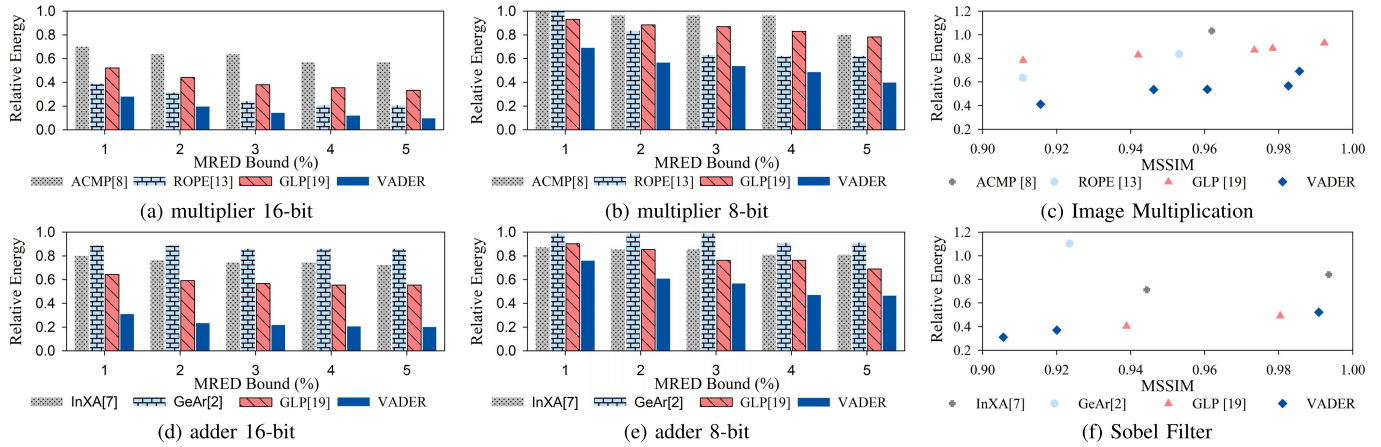 Relative Energy
1.0
0.8
0.6
0.4
0.2
0.0
1 2 3 4 5
MRED Bound (%)
ACMP[8] ROPE[13] GLP[19] VADER
(a) multiplier 16-bit
Relative Energy
1.0
0.8
0.6
0.4
0.2
0.0
1 2 3 4 5
MRED Bound (%)
ACMP[8] ROPE[13] GLP[19] VADER
(b) multiplier 8-bit
Relative Energy
1.2
1.0
0.8
0.6
0.4
0.2
0.90 0.92 0.94 0.96 0.98 1.00
MSSIM
ACMP [8] ROPE [13] GLP [19] VADER
(c) Image Multiplication
Relative Energy
1.0
0.8
0.6
0.4
0.2
0.0
1 2 3 4 5
MRED Bound (%)
InXA[7] GeAr[2] GLP[19] VADER
(d) adder 16-bit
Relative Energy
1.0
0.8
0.6
0.4
0.2
0.0
1 2 3 4 5
MRED Bound (%)
InXA[7] GeAr[2] GLP[19] VADER
(e) adder 8-bit
Relative Energy
1.2
1.0
0.8
0.6
0.4
0.2
0.90 0.92 0.94 0.96 0.98 1.00
MSSIM
InXA[7] GeAr[2] GLP [19] VADER
(f) Sobel Filter